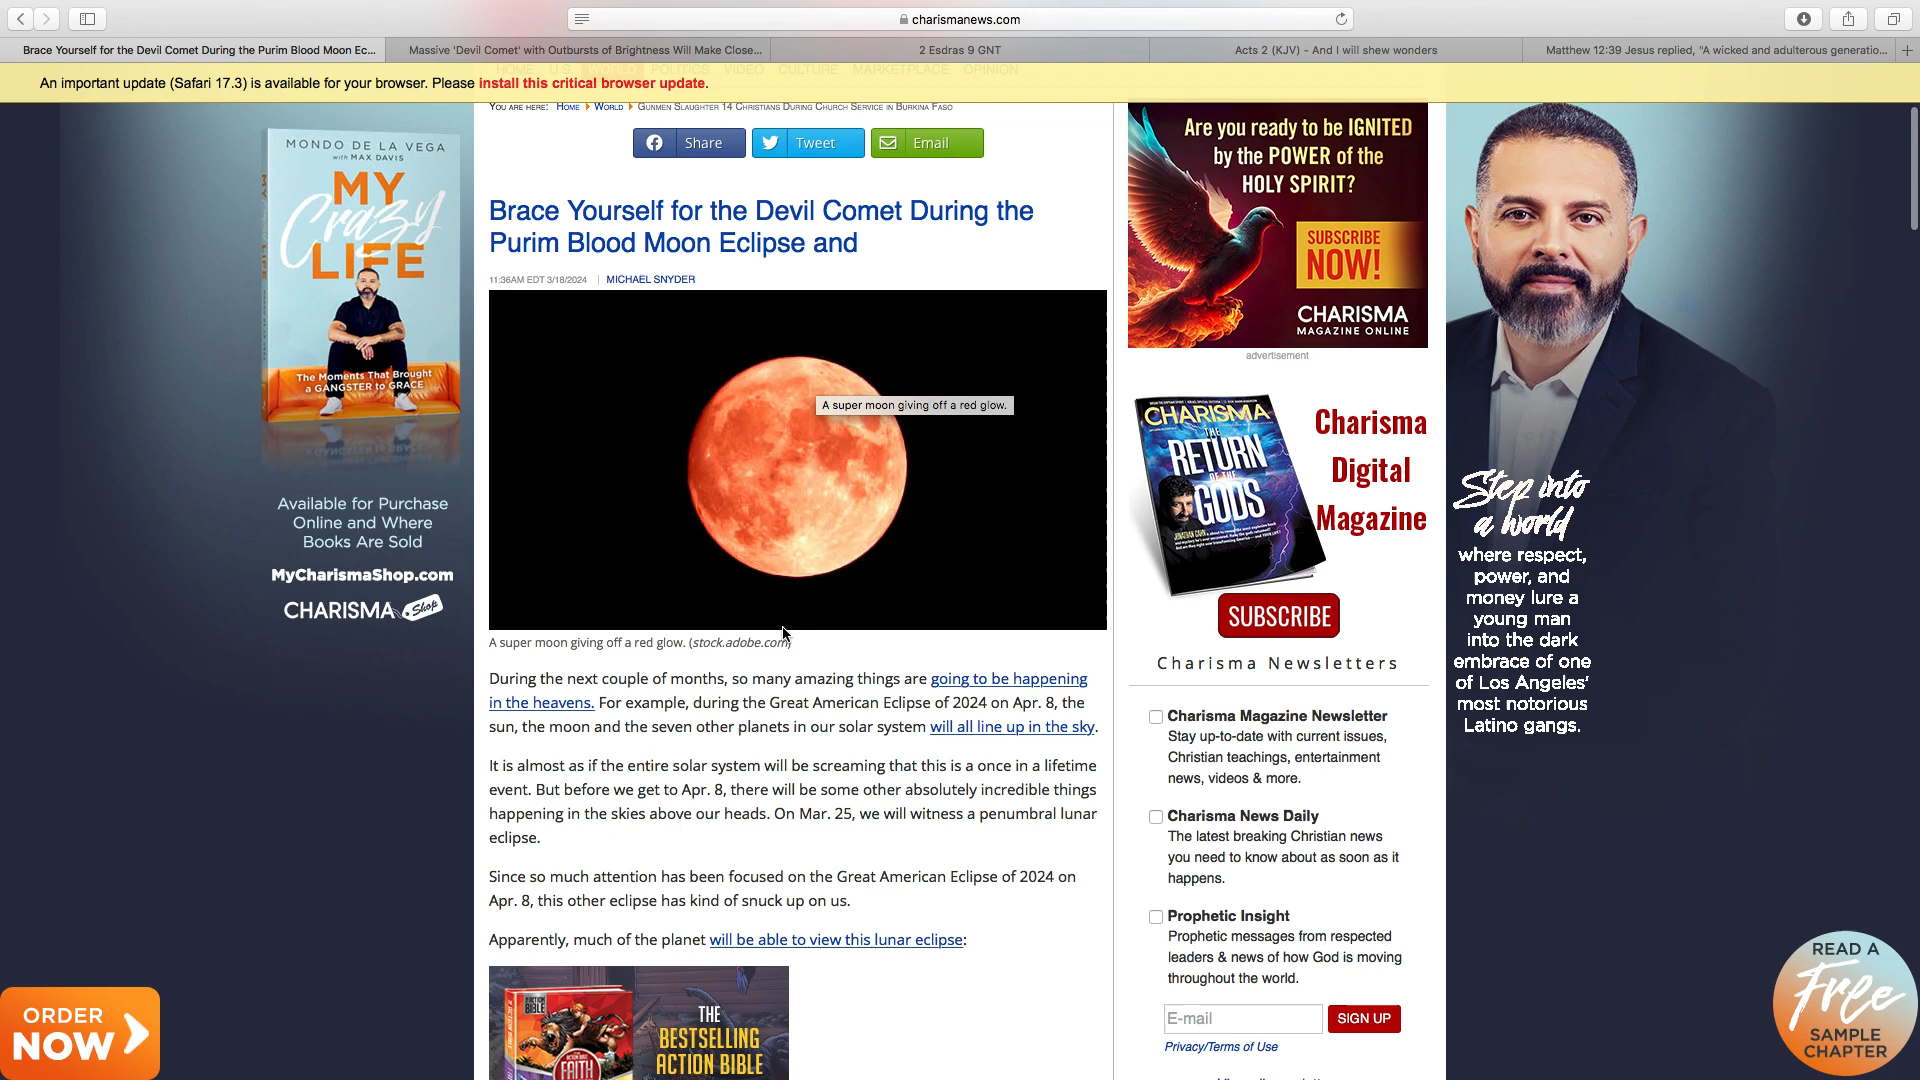 charismanews.com
Brace Yourself for the Devil Comet During the Purim Blood Moon Ec...
Massive 'Devil Comet' with Outbursts of Brightness Will Make Close...
2 Esdras 9 GNT
Acts 2 (KJV) - And I will shew wonders
Matthew 12:39 Jesus replied, "A wicked and adulterous generatio...
HOME U.S. WORLD POLITICS VIDEO CULTURE MARKETPLACE OPINION
An important update (Safari 17.3) is available for your browser. Please install this critical browser update.
YOU ARE HERE: HOME WORLD GUNMEN SLAUGHTER 14 CHRISTIANS DURING CHURCH SERVICE IN BURKINA FASO
Share
Tweet
Email
Brace Yourself for the Devil Comet During the
Purim Blood Moon Eclipse and
11:36AM EDT 3/18/2024 | MICHAEL SNYDER
A super moon giving off a red glow.
A super moon giving off a red glow. (stock.adobe.com)
During the next couple of months, so many amazing things are going to be happening
in the heavens. For example, during the Great American Eclipse of 2024 on Apr. 8, the
sun, the moon and the seven other planets in our solar system will all line up in the sky.
It is almost as if the entire solar system will be screaming that this is a once in a lifetime
event. But before we get to Apr. 8, there will be some other absolutely incredible things
happening in the skies above our heads. On Mar. 25, we will witness a penumbral lunar
eclipse.
Since so much attention has been focused on the Great American Eclipse of 2024 on
Apr. 8, this other eclipse has kind of snuck up on us.
Apparently, much of the planet will be able to view this lunar eclipse:
THE ACTION BIBLE
FAITH
THE
BESTSELLING
ACTION BIBLE
MONDO DE LA VEGA
with MAX DAVIS
MY
Crazy
LIFE
The Moments That Brought
a GANGSTER to GRACE
Available for Purchase
Online and Where
Books Are Sold
MyCharismaShop.com
CHARISMA Shop
ORDER
NOW
Are you ready to be IGNITED
by the POWER of the
HOLY SPIRIT?
SUBSCRIBE
NOW!
CHARISMA
MAGAZINE ONLINE
advertisement
CHARISMA
THE
RETURN
OF THE
GODS
Charisma
Digital
Magazine
SUBSCRIBE
Charisma Newsletters
Charisma Magazine Newsletter
Stay up-to-date with current issues,
Christian teachings, entertainment
news, videos & more.
Charisma News Daily
The latest breaking Christian news
you need to know about as soon as it
happens.
Prophetic Insight
Prophetic messages from respected
leaders & news of how God is moving
throughout the world.
E-mail
SIGN UP
Privacy/Terms of Use
Step into
a world
where respect,
power, and
money lure a
young man
into the dark
embrace of one
of Los Angeles'
most notorious
Latino gangs.
READ A
Free
SAMPLE
CHAPTER